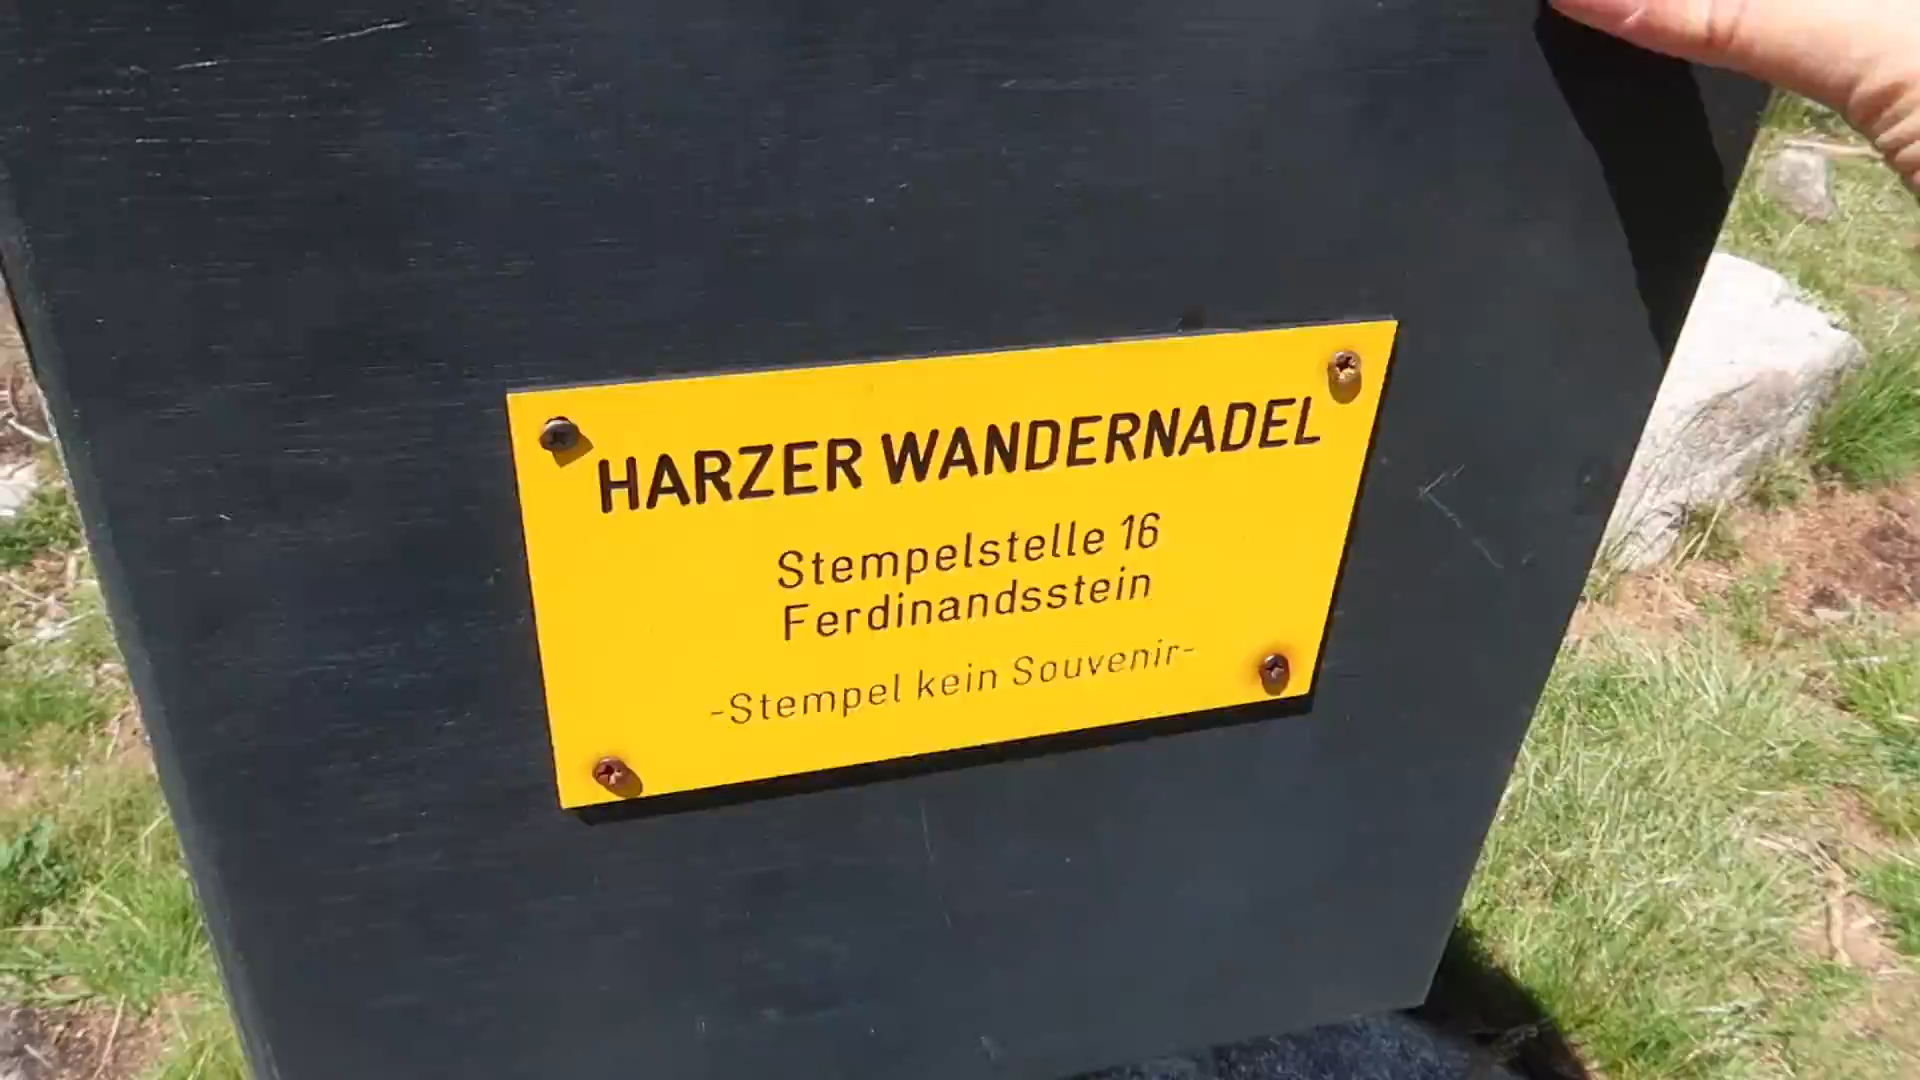 HARZER WANDERNADEL
Stempelstelle 16
Ferdinandsstein
-Stempel kein Souvenir-